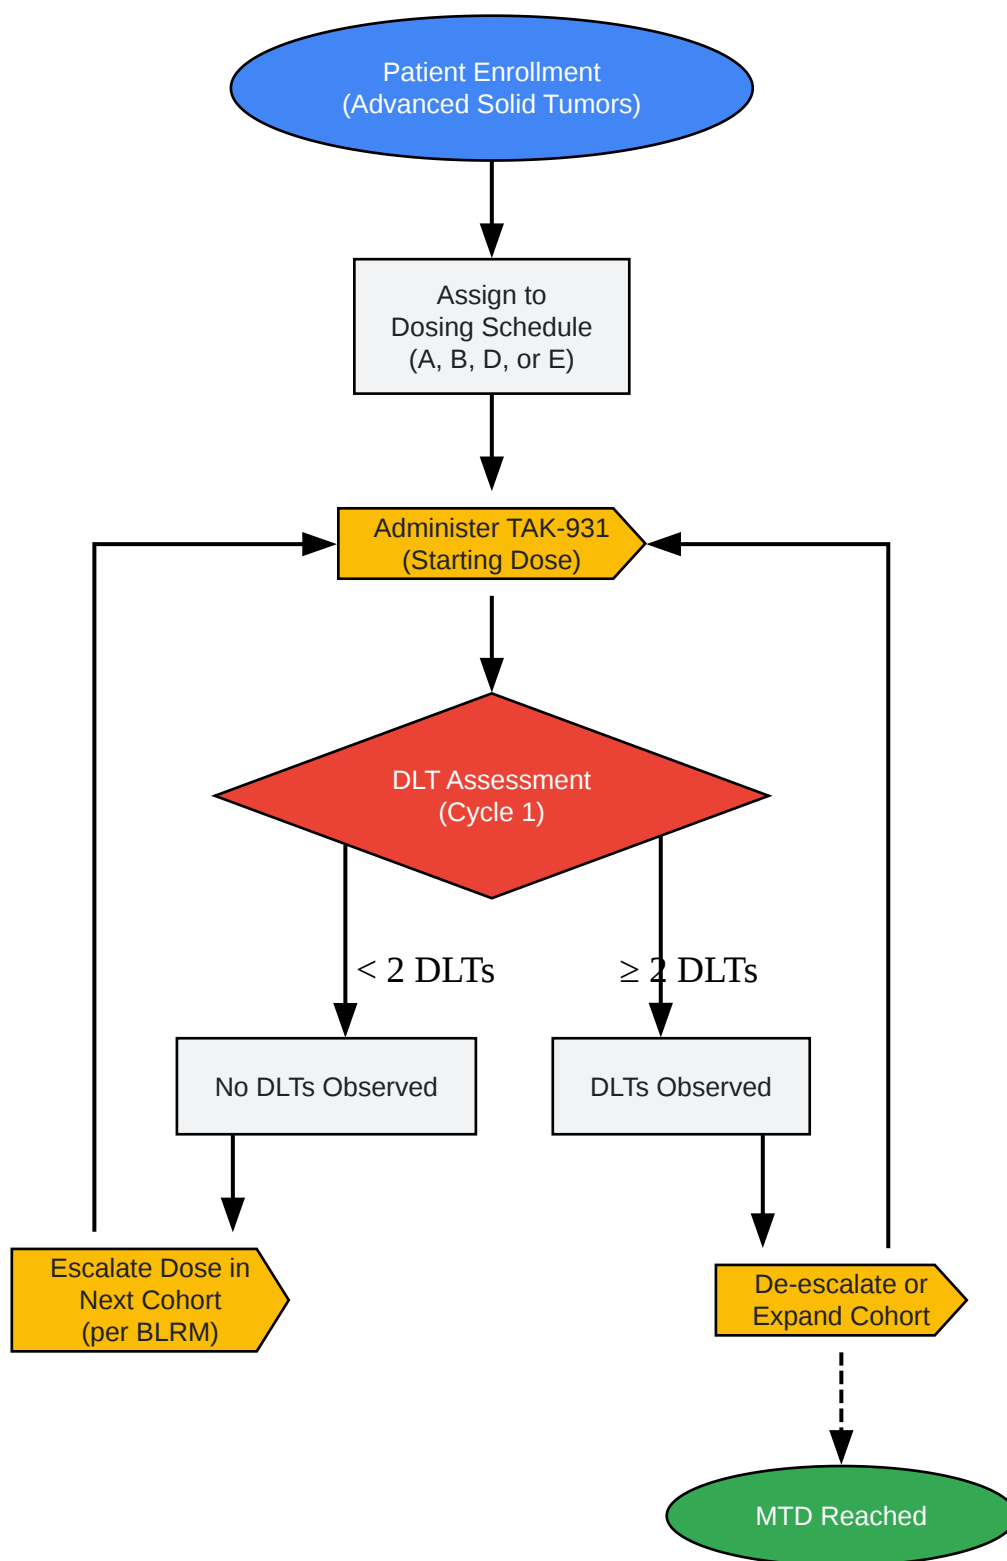 Patient Enrollment
(Advanced Solid Tumors)
Assign to
Dosing Schedule
(A, B, D, or E)
Administer TAK-931
(Starting Dose)
DLT Assessment
(Cycle 1)
< 2 DLTs
≥ 2 DLTs
No DLTs Observed
DLTs Observed
Escalate Dose in
Next Cohort
(per BLRM)
De-escalate or
Expand Cohort
MTD Reached